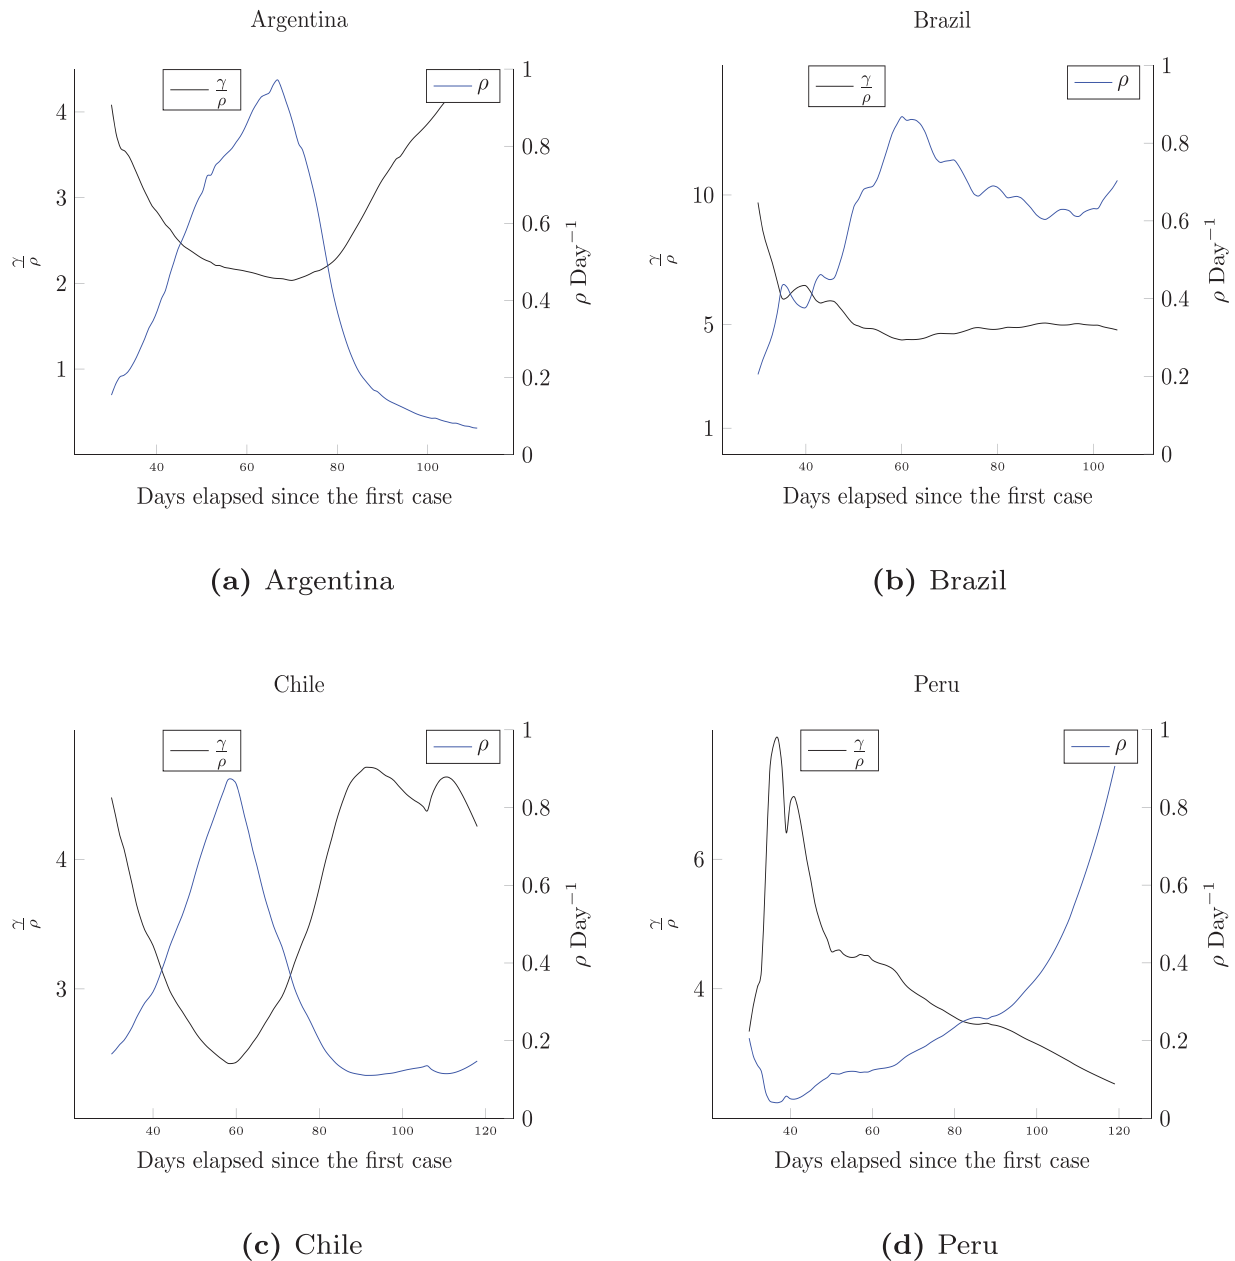 Argentina
γ/ρ
ρ
4
3
2
1
1
0.8
0.6
0.4
0.2
0
γ/ρ
ρ Day⁻¹
40 60 80 100
Days elapsed since the first case
(a) Argentina
Brazil
γ/ρ
ρ
10
5
1
1
0.8
0.6
0.4
0.2
0
γ/ρ
ρ Day⁻¹
40 60 80 100
Days elapsed since the first case
(b) Brazil
Chile
γ/ρ
ρ
4
3
1
0.8
0.6
0.4
0.2
0
γ/ρ
ρ Day⁻¹
40 60 80 100 120
Days elapsed since the first case
(c) Chile
Peru
γ/ρ
ρ
6
4
1
0.8
0.6
0.4
0.2
0
γ/ρ
ρ Day⁻¹
40 60 80 100 120
Days elapsed since the first case
(d) Peru